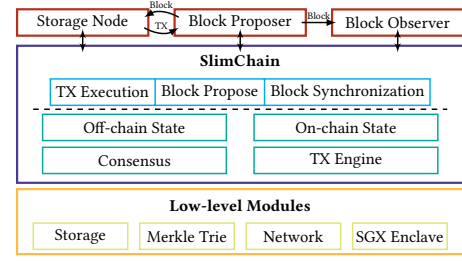 Block
Storage Node
Block Proposer
Block
Block Observer
TX
SlimChain
TX Execution
Block Propose
Block Synchronization
Off-chain State
On-chain State
Consensus
TX Engine
Low-level Modules
Storage
Merkle Trie
Network
SGX Enclave